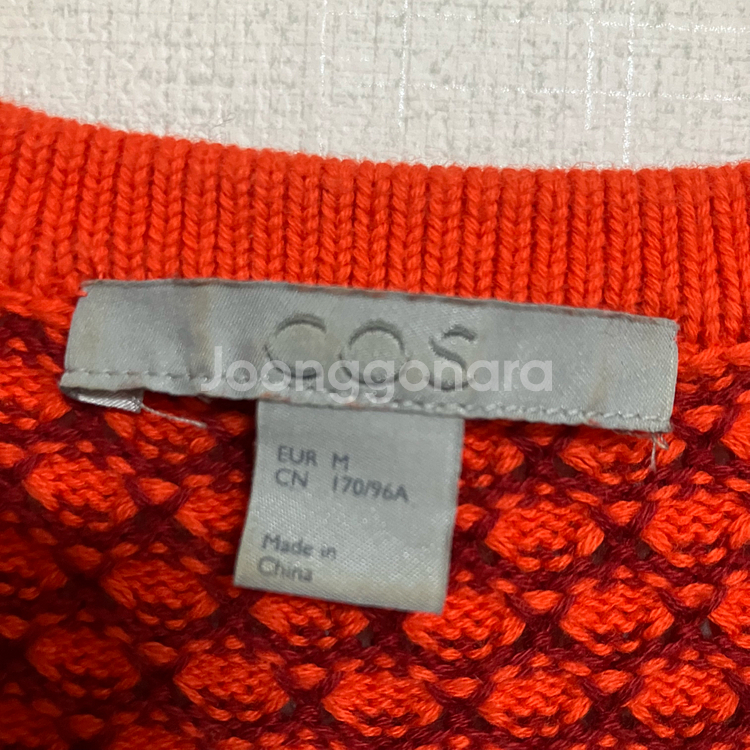 COS
Joonggonara
EUR M
CN 170/96A
Made in
China